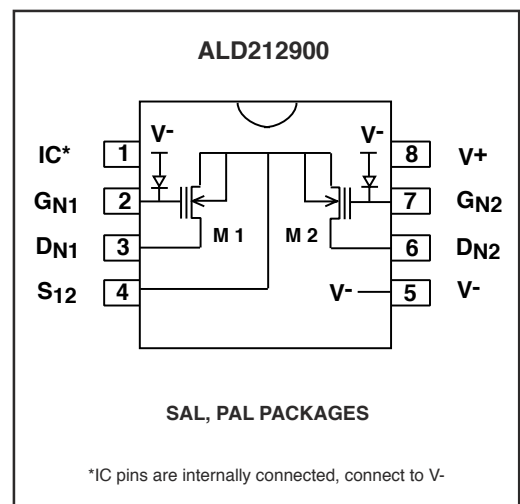 ALD212900
V- V-
IC* 1 8 V+
GN1 2 7 GN2
DN1 3 M 1 M 2 6 DN2
S12 4 V- 5 V-
SAL, PAL PACKAGES
*IC pins are internally connected, connect to V-